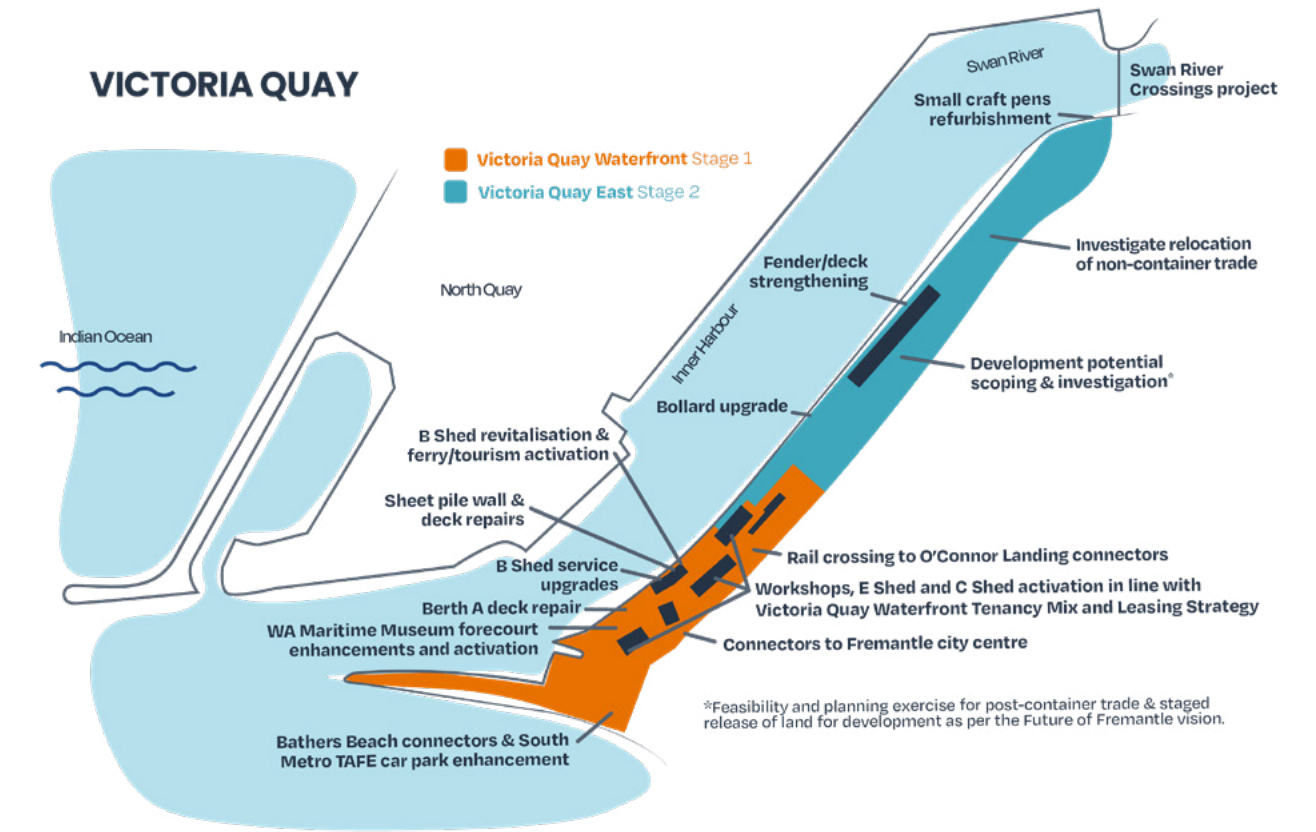 VICTORIA QUAY
Swan River
Swan River
Crossings project
Small craft pens
refurbishment
Victoria Quay Waterfront Stage 1
Victoria Quay East Stage 2
Investigate relocation
of non-container trade
Fender/deck
strengthening
North Quay
Indian Ocean
Inner Harbour
Development potential
scoping & investigation*
Bollard upgrade
B Shed revitalisation &
ferry/tourism activation
Sheet pile wall &
deck repairs
Rail crossing to O’Connor Landing connectors
B Shed service
upgrades
Workshops, E Shed and C Shed activation in line with
Victoria Quay Waterfront Tenancy Mix and Leasing Strategy
Berth A deck repair
WA Maritime Museum forecourt
enhancements and activation
Connectors to Fremantle city centre
*Feasibility and planning exercise for post-container trade & staged
release of land for development as per the Future of Fremantle vision.
Bathers Beach connectors & South
Metro TAFE car park enhancement